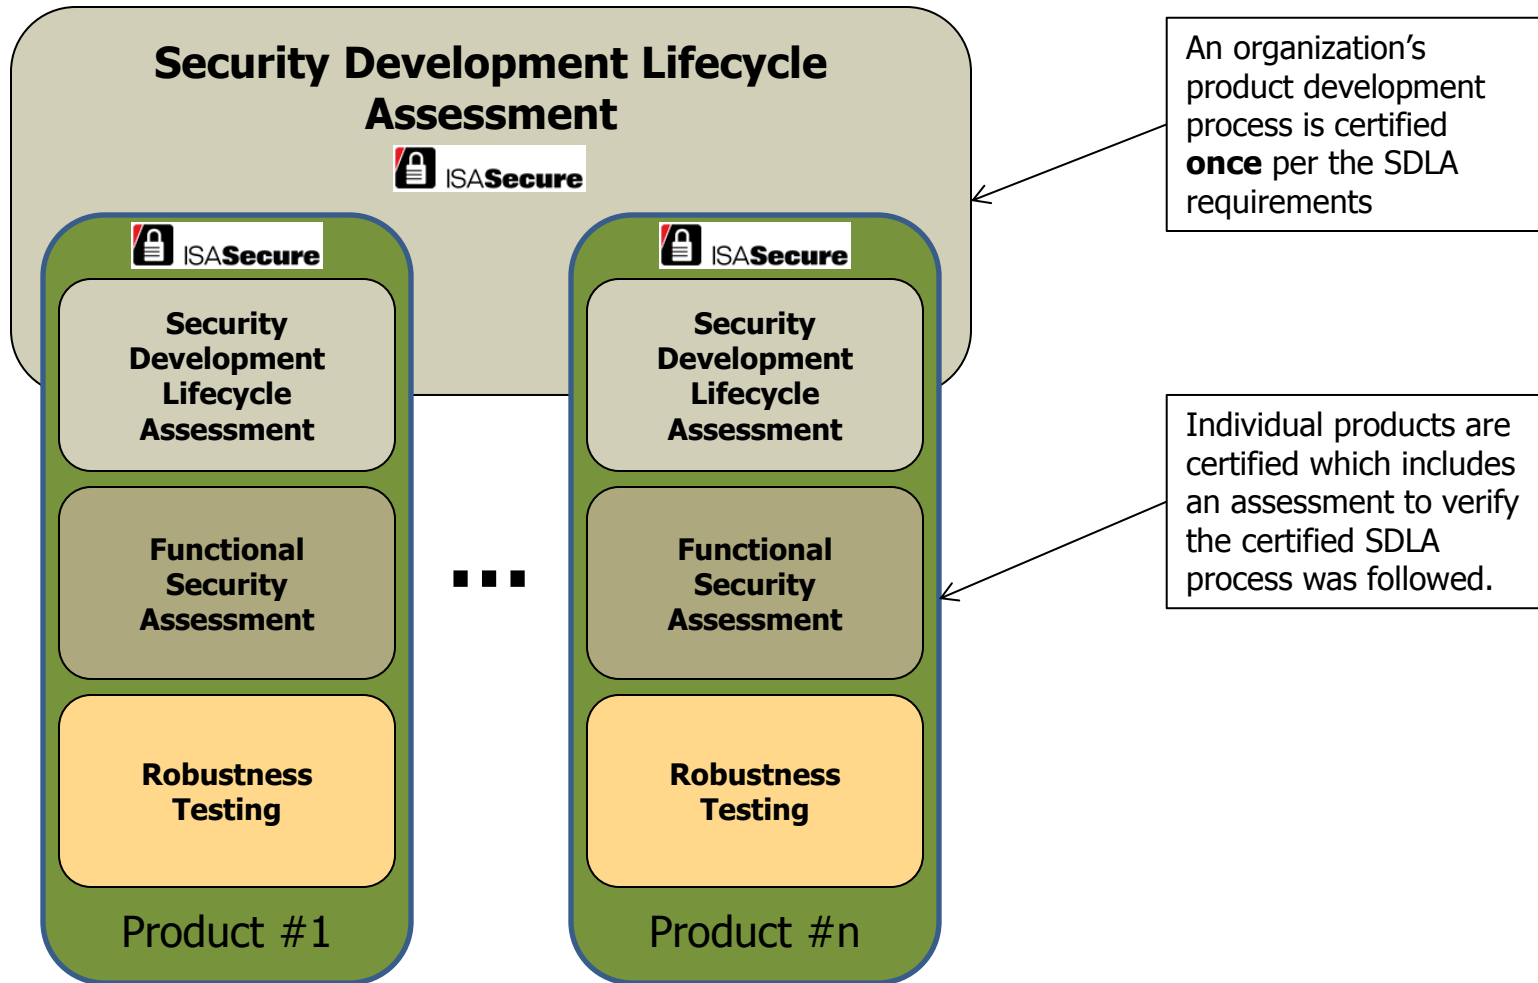 Security Development Lifecycle
Assessment
ISASecure
An organization’s
product development
process is certified
once per the SDLA
requirements
ISASecure
Security
Development
Lifecycle
Assessment
Functional
Security
Assessment
Robustness
Testing
Product #1
...
ISASecure
Security
Development
Lifecycle
Assessment
Functional
Security
Assessment
Robustness
Testing
Product #n
Individual products are
certified which includes
an assessment to verify
the certified SDLA
process was followed.